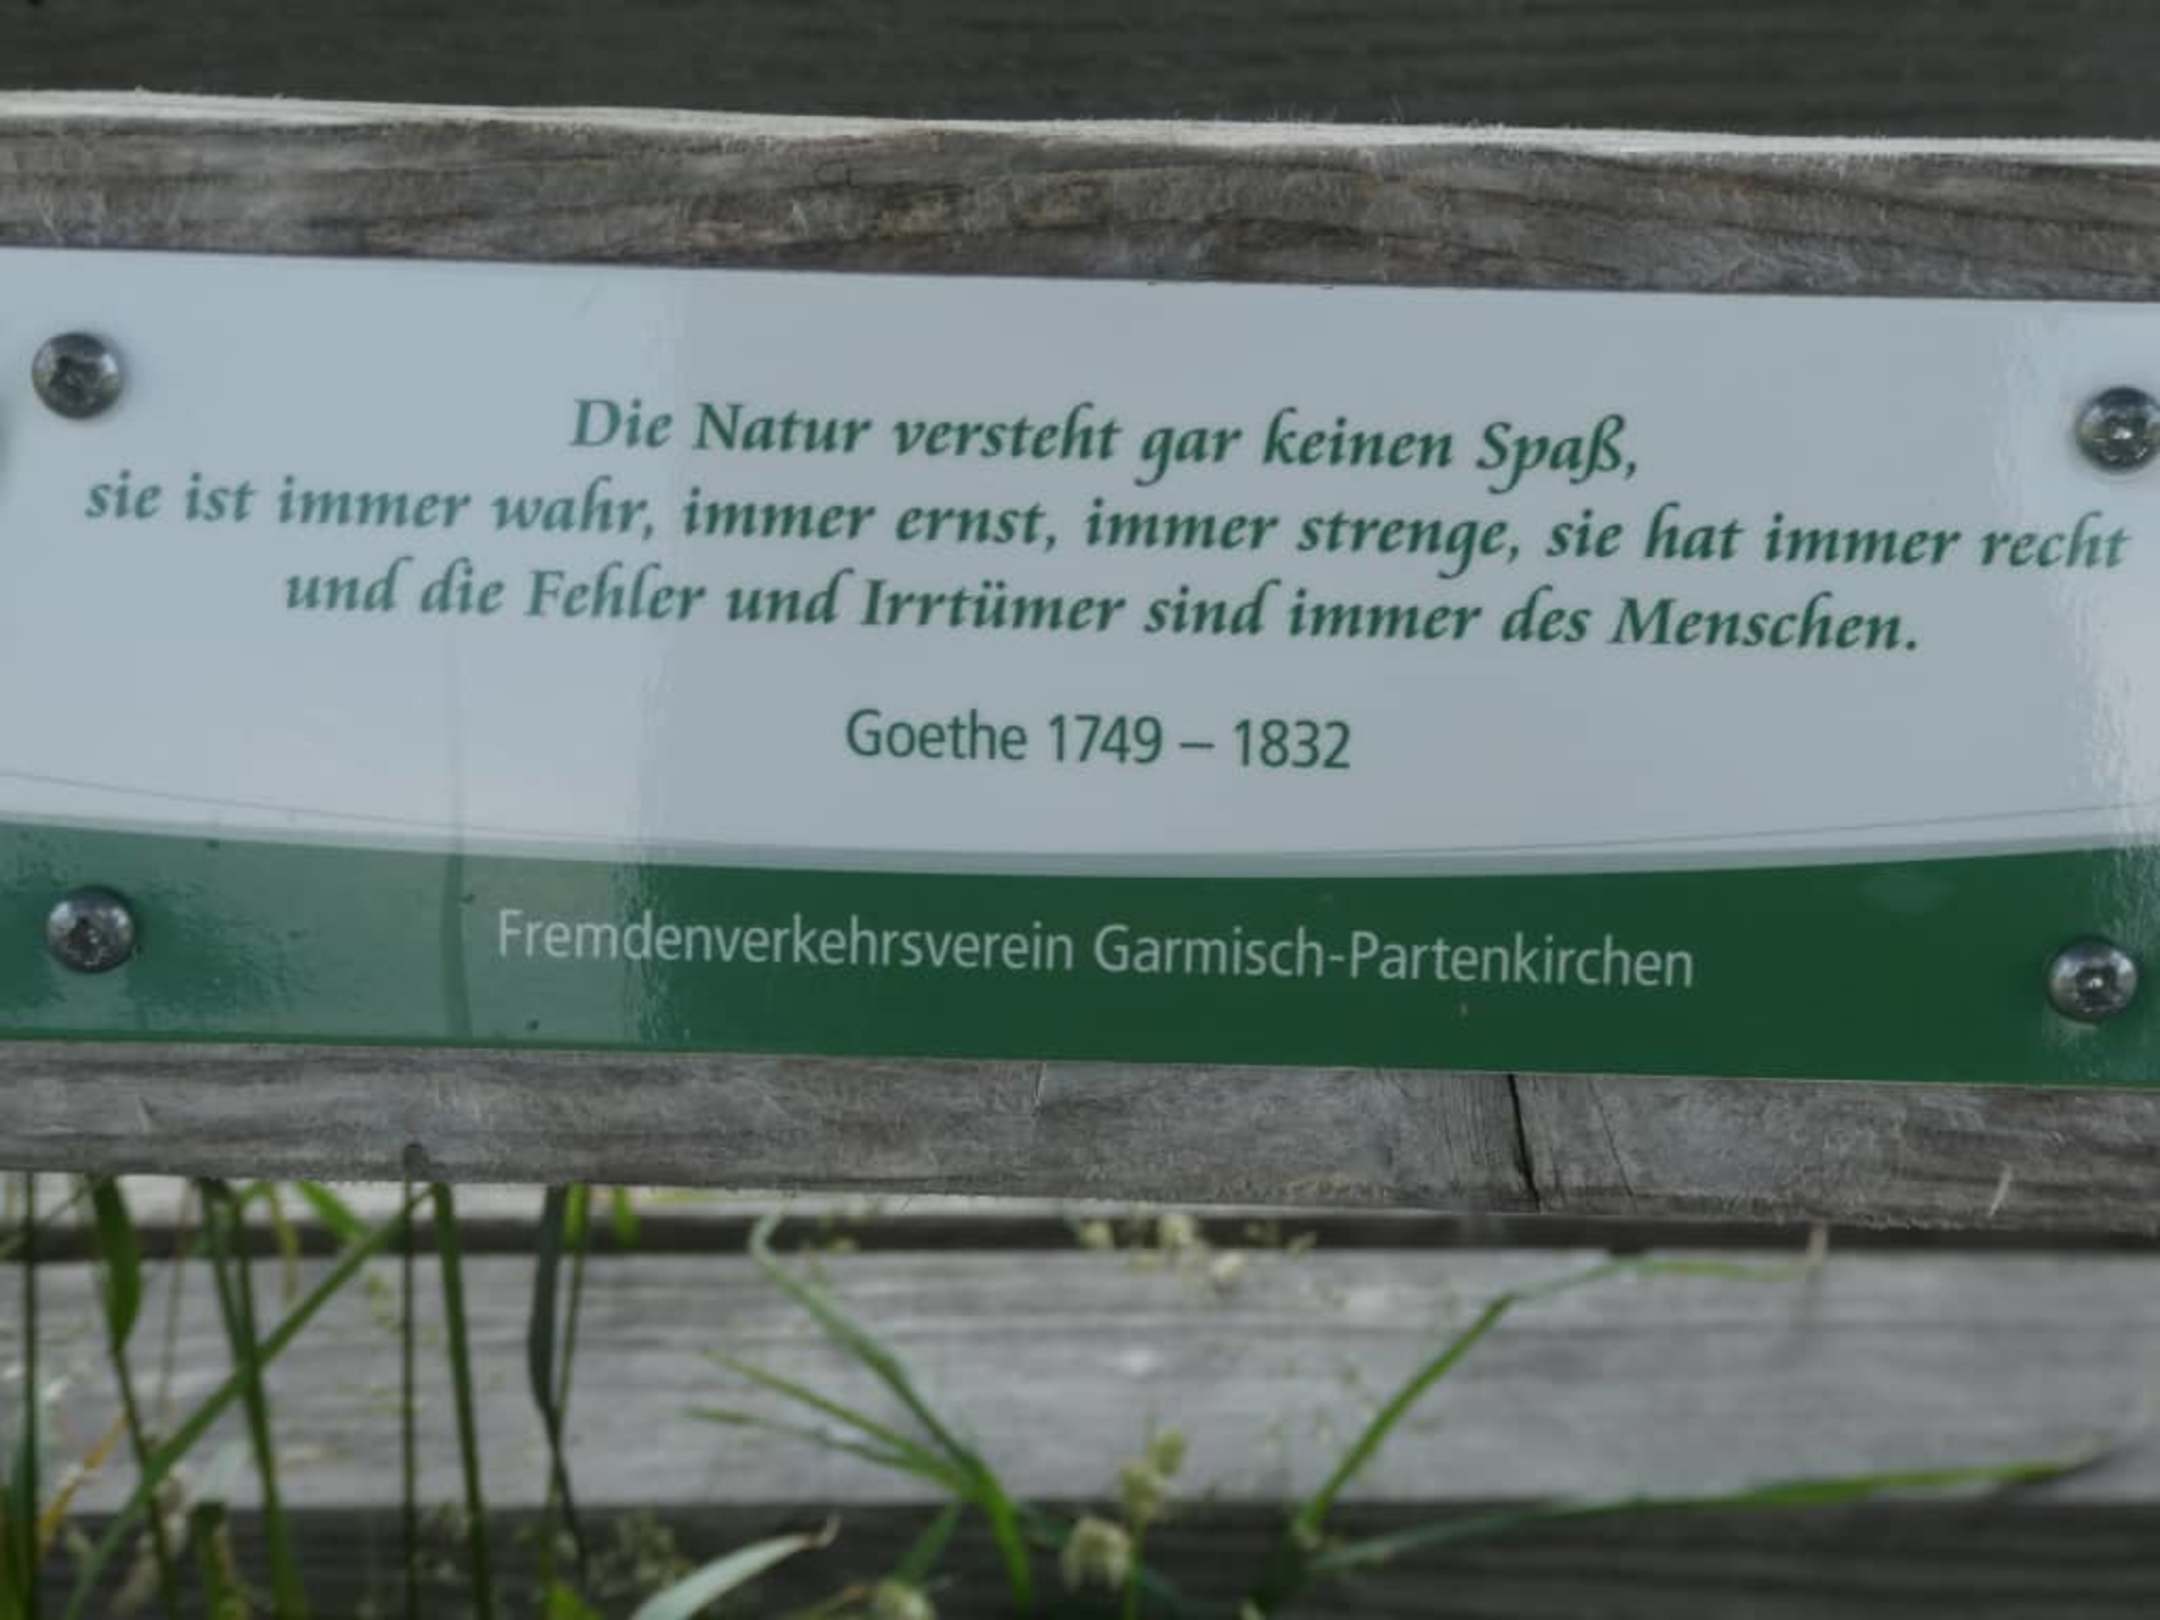 Die Natur versteht gar keinen Spaß,
sie ist immer wahr, immer ernst, immer strenge, sie hat immer recht
und die Fehler und Irrtümer sind immer des Menschen.
Goethe 1749 – 1832
Fremdenverkehrsverein Garmisch-Partenkirchen